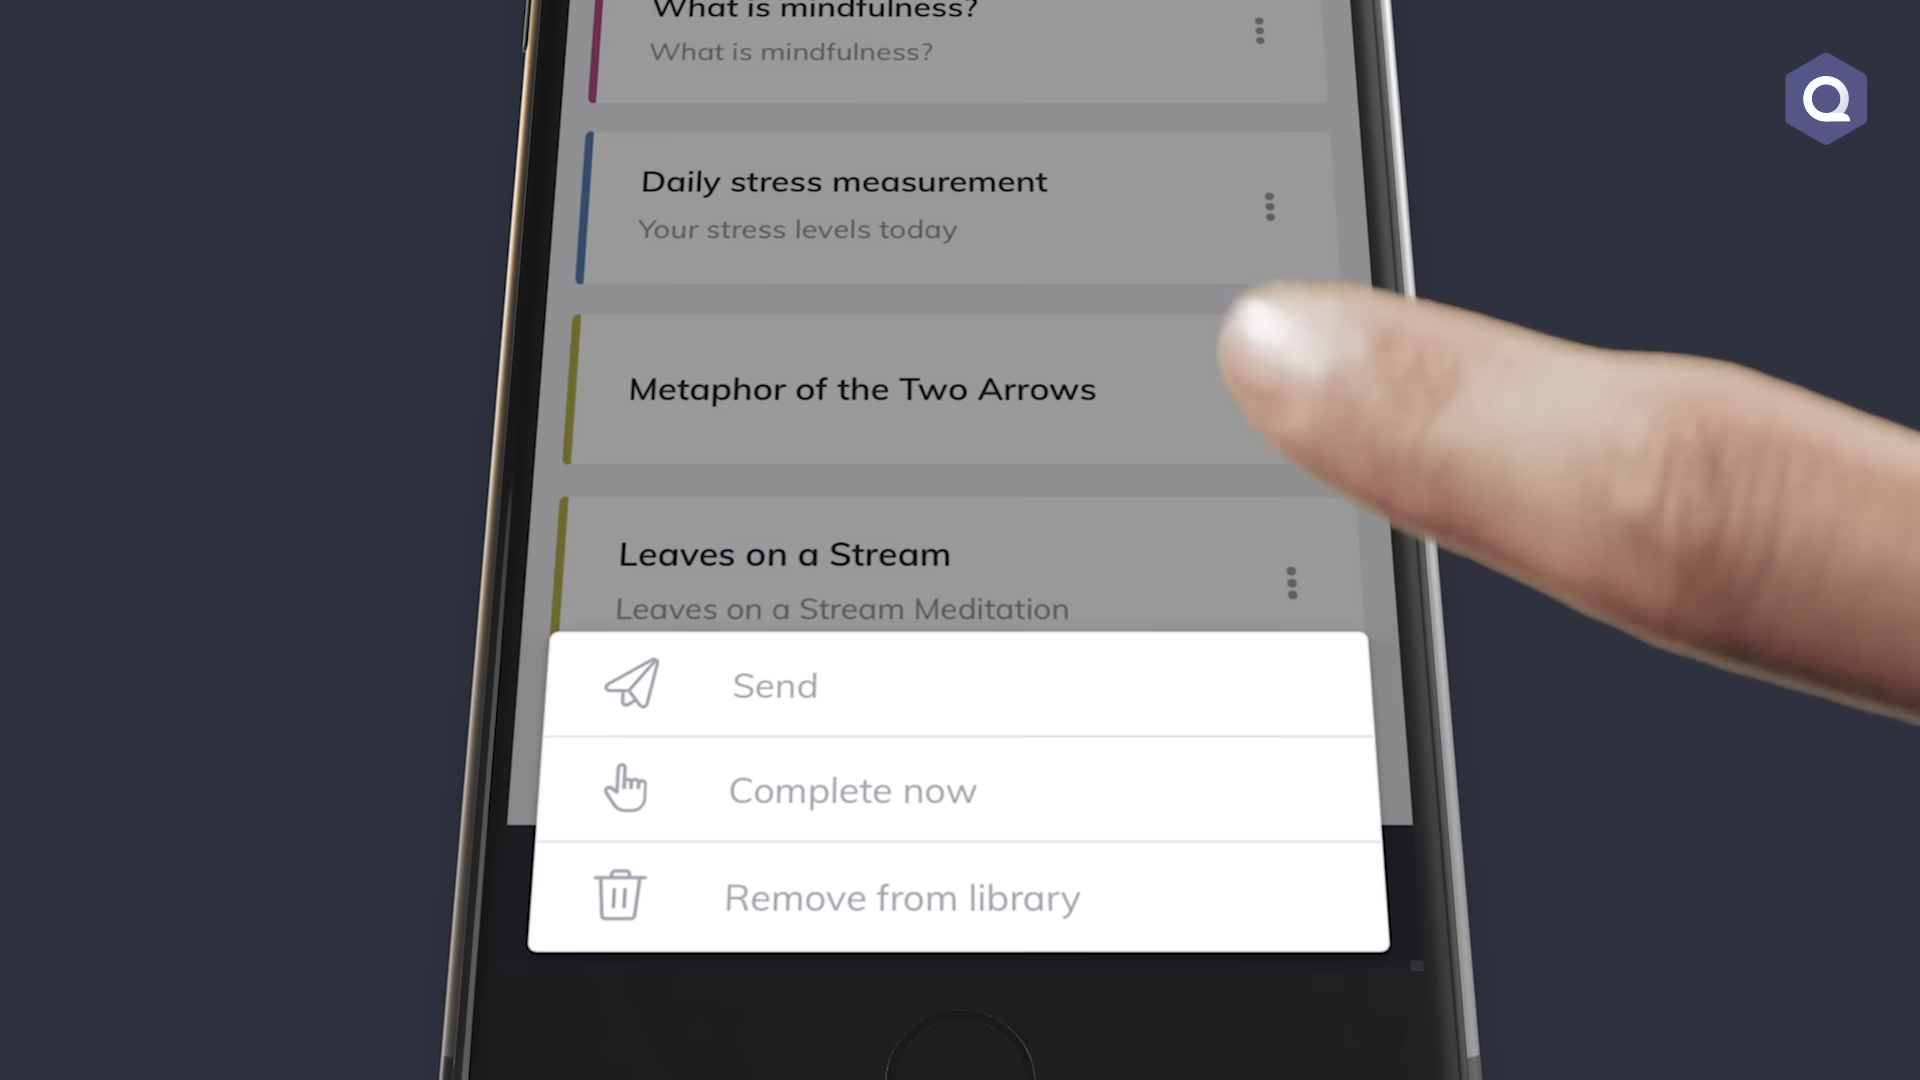 What is mindfulness?
What is mindfulness?
Daily stress measurement
Your stress levels today
Metaphor of the Two Arrows
Leaves on a Stream
Leaves on a Stream Meditation
Send
Complete now
Remove from library